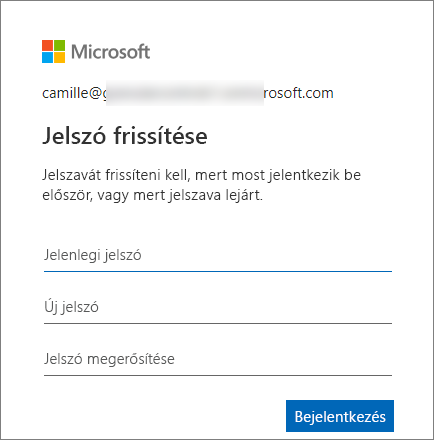 Microsoft
camille@g rosoft.com
Jelszó frissítése
Jelszavát frissíteni kell, mert most jelentkezik be
először, vagy mert jelszava lejárt.
Jelenlegi jelszó
Új jelszó
Jelszó megerősítése
Bejelentkezés